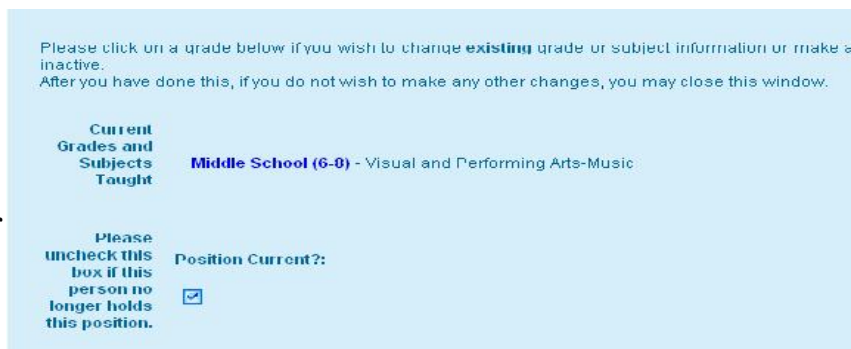 Please click on a grade below if you wish to change existing grade or subject information or make a
inactive.
After you have done this, if you do not wish to make any other changes, you may close this window.
Current
Grades and
Subjects
Taught
Middle School (6-8) - Visual and Performing Arts-Music
Please
uncheck this
box if this
person no
longer holds
this position.
Position Current?: